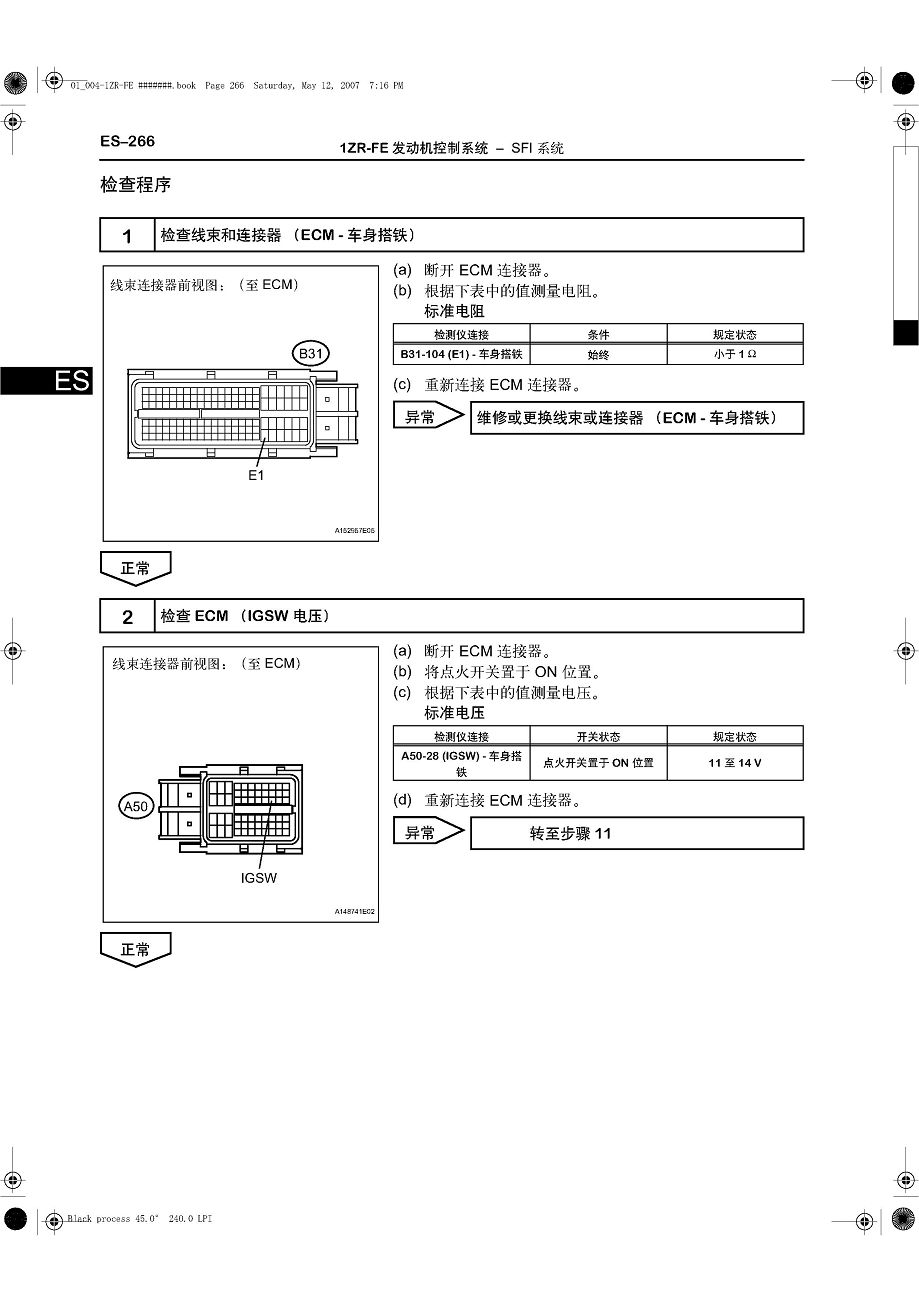 01_004-1ZR-FE #######.book  Page 266  Saturday, May 12, 2007  7:16 PM
ES–266
1ZR-FE 发动机控制系统 – SFI 系统
检查程序
1 检查线束和连接器 （ECM - 车身搭铁）
线束连接器前视图：（至 ECM）
B31
E1
A152957E05
(a) 断开 ECM 连接器。
(b) 根据下表中的值测量电阻。
标准电阻
检测仪连接 条件 规定状态
B31-104 (E1) - 车身搭铁 始终 小于 1 Ω
(c) 重新连接 ECM 连接器。
异常 维修或更换线束或连接器 （ECM - 车身搭铁）
ES
正常
2 检查 ECM （IGSW 电压）
线束连接器前视图：（至 ECM）
A50
IGSW
A148741E02
(a) 断开 ECM 连接器。
(b) 将点火开关置于 ON 位置。
(c) 根据下表中的值测量电压。
标准电压
检测仪连接 开关状态 规定状态
A50-28 (IGSW) - 车身搭
铁 点火开关置于 ON 位置 11 至 14 V
(d) 重新连接 ECM 连接器。
异常 转至步骤 11
正常
Black process 45.0° 240.0 LPI